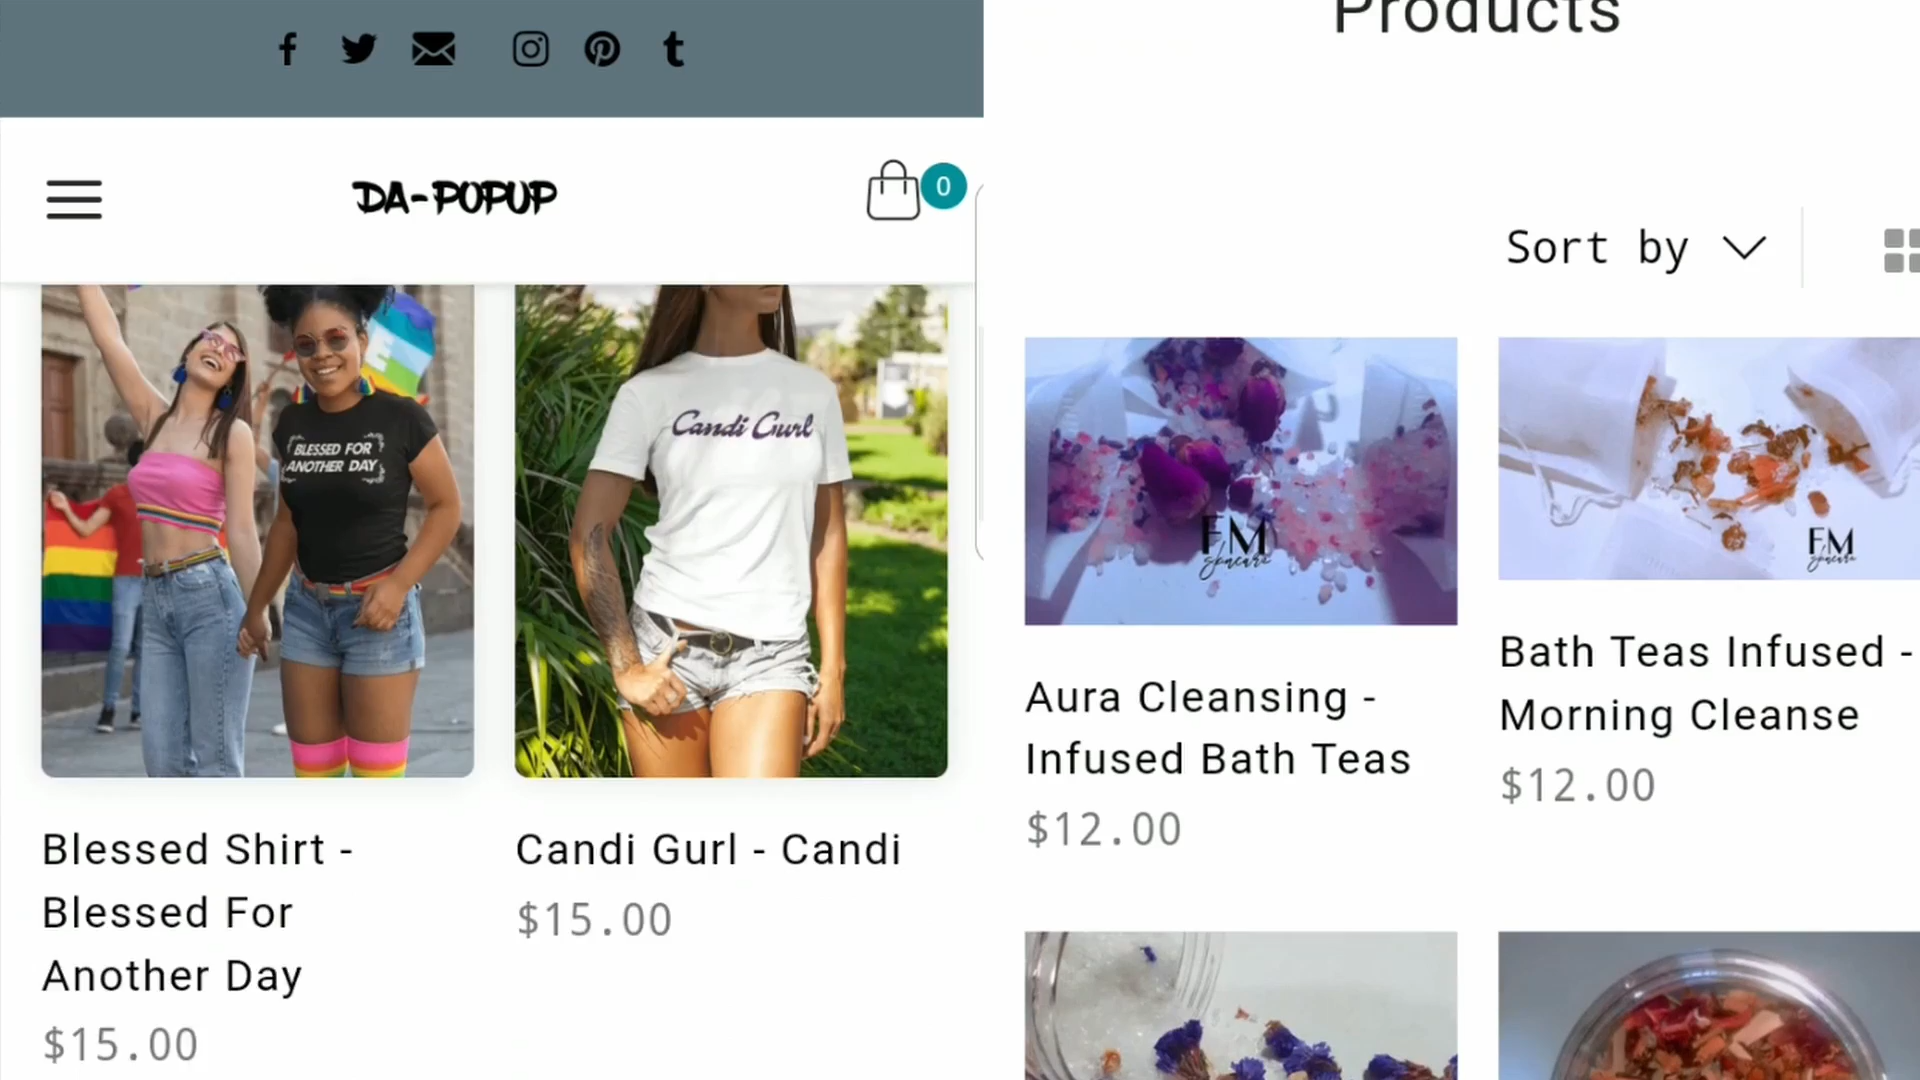 DA-POPUP
0
BLESSED FOR
ANOTHER DAY
Candi Gurl
Blessed Shirt -
Blessed For
Another Day
$15.00
Candi Gurl - Candi
$15.00
Products
Sort by
FM
Skincare
FM
Skincare
Aura Cleansing -
Infused Bath Teas
$12.00
Bath Teas Infused -
Morning Cleanse
$12.00